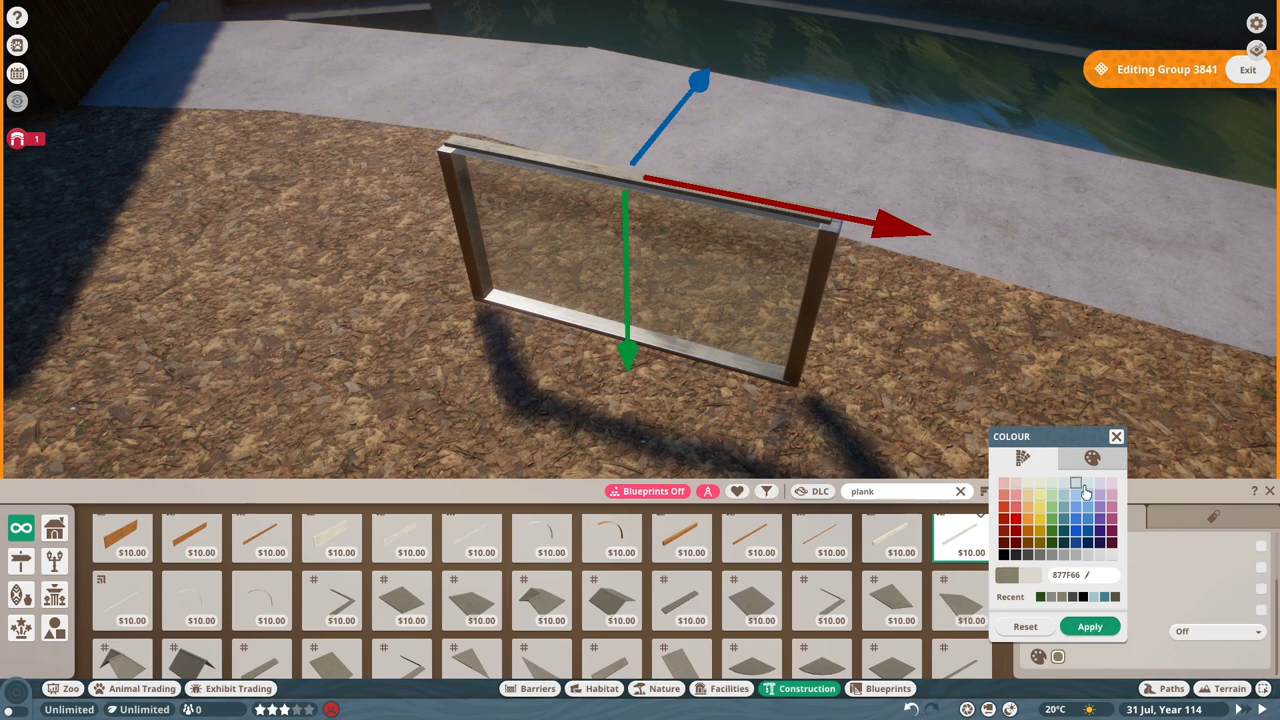 Editing Group 3841
Exit
1
COLOUR
Blueprints Off
DLC
plank
?
$10.00 $10.00 $10.00 $10.00 $10.00 $10.00 $10.00 $10.00 $10.00 $10.00 $10.00 $10.00 $10.00
$10.00 $10.00 $10.00 $10.00 $10.00 $10.00 $10.00 $10.00 $10.00 $10.00 $10.00 $10.00 $10.00
877F66
Recent
Reset
Apply
Off
Zoo
Animal Trading
Exhibit Trading
Barriers
Habitat
Nature
Facilities
Construction
Blueprints
Paths
Terrain
Unlimited
Unlimited
0
20°C
31 Jul, Year 114